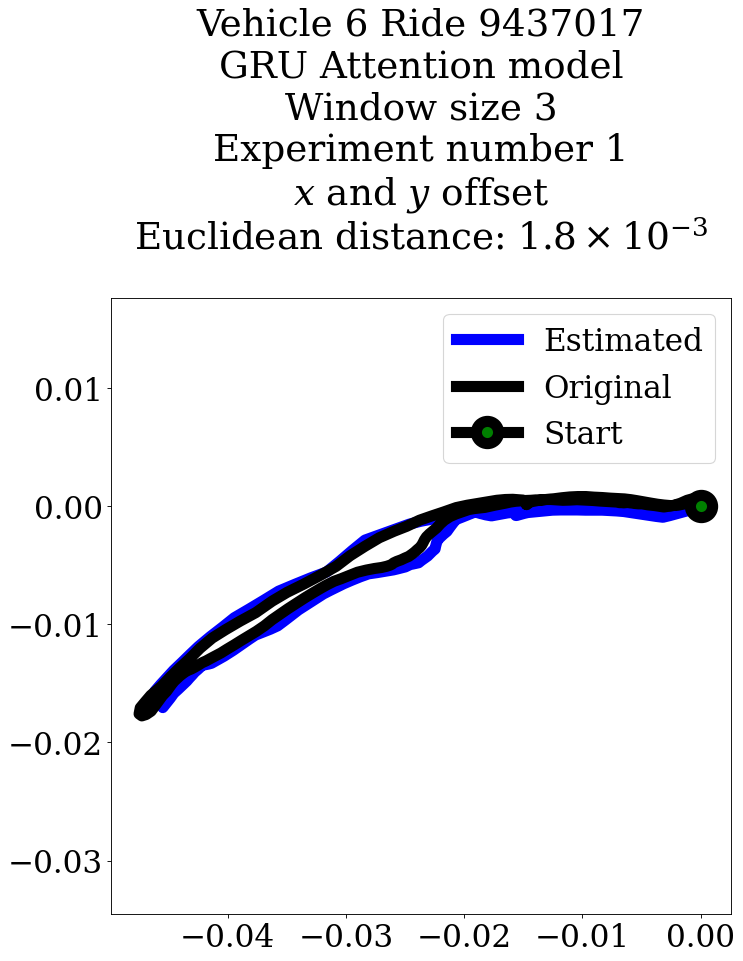 Vehicle 6 Ride 9437017
GRU Attention model
Window size 3
Experiment number 1
x and y offset
Euclidean distance: 1.8 × 10⁻³
Estimated
Original
Start
0.01
0.00
−0.01
−0.02
−0.03
−0.04 −0.03 −0.02 −0.01 0.00